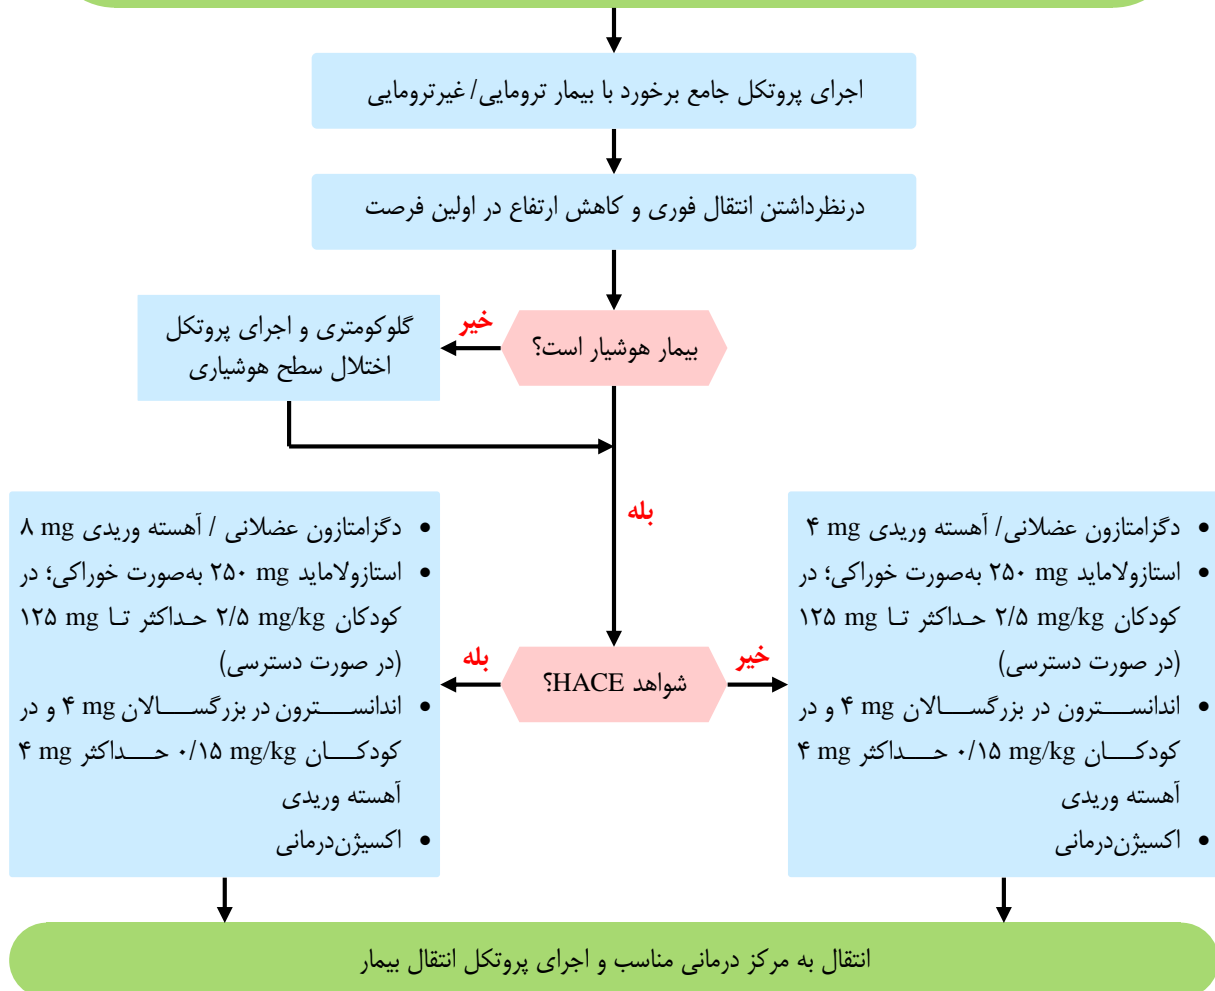 اجرای پروتکل جامع برخورد با بیمار ترومایی/ غیرترومایی
درنظرداشتن انتقال فوری و کاهش ارتفاع در اولین فرصت
بیمار هوشیار است؟
خیر
گلوکومتری و اجرای پروتکل
اختلال سطح هوشیاری
بله
شواهد HACE؟
خیر
بله
• دگزامتازون عضلانی/ آهسته وریدی ۴ mg
• استازولاماید ۲۵۰ mg به‌صورت خوراکی؛ در
کودکان ۲/۵ mg/kg حداکثر تا ۱۲۵ mg
(در صورت دسترسی)
• اندانسترون در بزرگسالان ۴ mg و در
کودکان ۰/۱۵ mg/kg حداکثر ۴ mg
آهسته وریدی
• اکسیژن‌درمانی
• دگزامتازون عضلانی / آهسته وریدی ۸ mg
• استازولاماید ۲۵۰ mg به‌صورت خوراکی؛ در
کودکان ۲/۵ mg/kg حداکثر تا ۱۲۵ mg
(در صورت دسترسی)
• اندانسترون در بزرگسالان ۴ mg و در
کودکان ۰/۱۵ mg/kg حداکثر ۴ mg
آهسته وریدی
• اکسیژن‌درمانی
انتقال به مرکز درمانی مناسب و اجرای پروتکل انتقال بیمار